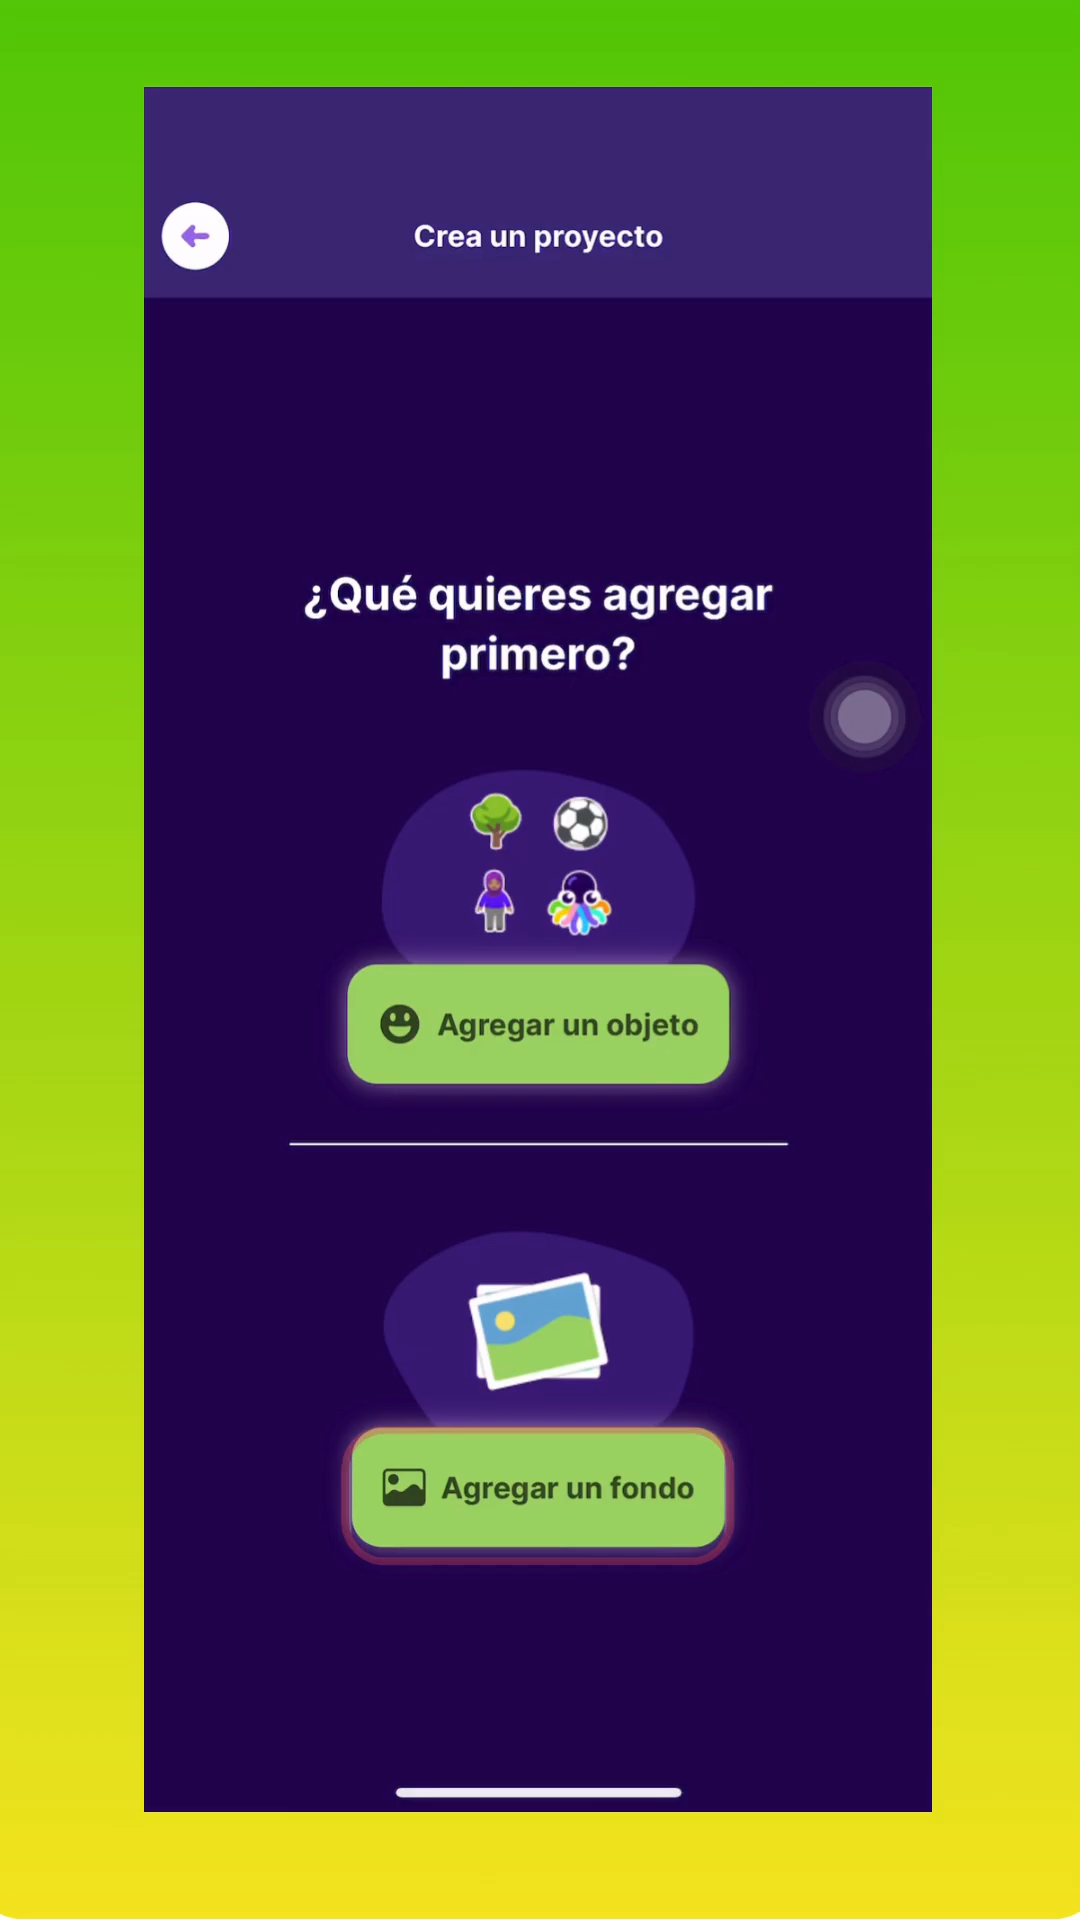 Crea un proyecto
¿Qué quieres agregar
primero?
Agregar un objeto
Agregar un fondo